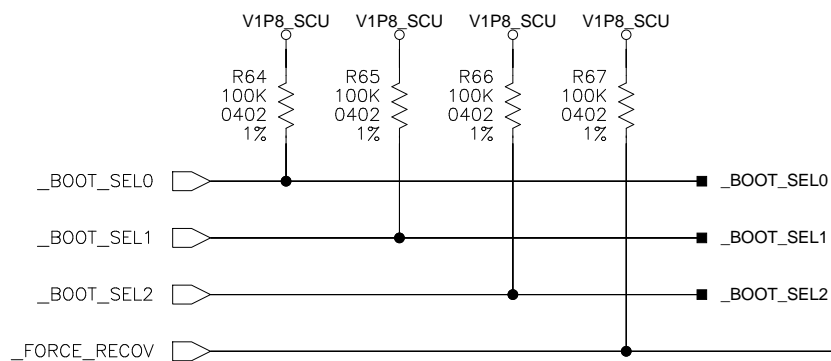 V1P8_SCU V1P8_SCU V1P8_SCU V1P8_SCU
R64 R65 R66 R67
100K 100K 100K 100K
0402 0402 0402 0402
1% 1% 1% 1%
_BOOT_SEL0 _BOOT_SEL0
_BOOT_SEL1 _BOOT_SEL1
_BOOT_SEL2 _BOOT_SEL2
_FORCE_RECOV